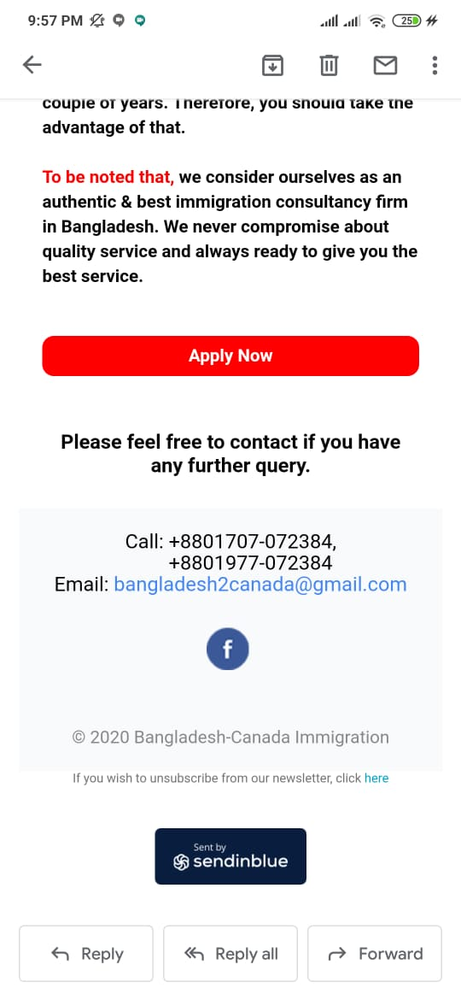 9:57 PM
25
couple of years. Therefore, you should take the
advantage of that.
To be noted that, we consider ourselves as an
authentic & best immigration consultancy firm
in Bangladesh. We never compromise about
quality service and always ready to give you the
best service.
Apply Now
Please feel free to contact if you have
any further query.
Call: +8801707-072384,
+8801977-072384
Email: bangladesh2canada@gmail.com
f
© 2020 Bangladesh-Canada Immigration
If you wish to unsubscribe from our newsletter, click here
Sent by
sendinblue
Reply
Reply all
Forward